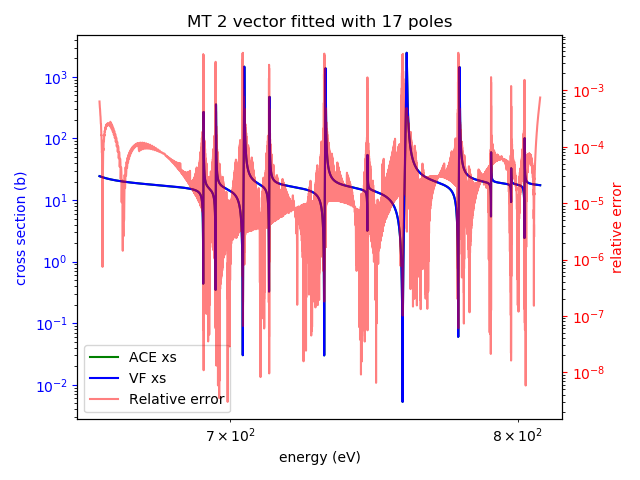 MT 2 vector fitted with 17 poles
cross section (b)
10³
10²
10¹
10⁰
10⁻¹
10⁻²
10⁻³
10⁻⁴
10⁻⁵
10⁻⁶
10⁻⁷
10⁻⁸
relative error
ACE xs
VF xs
Relative error
7 × 10²
8 × 10²
energy (eV)